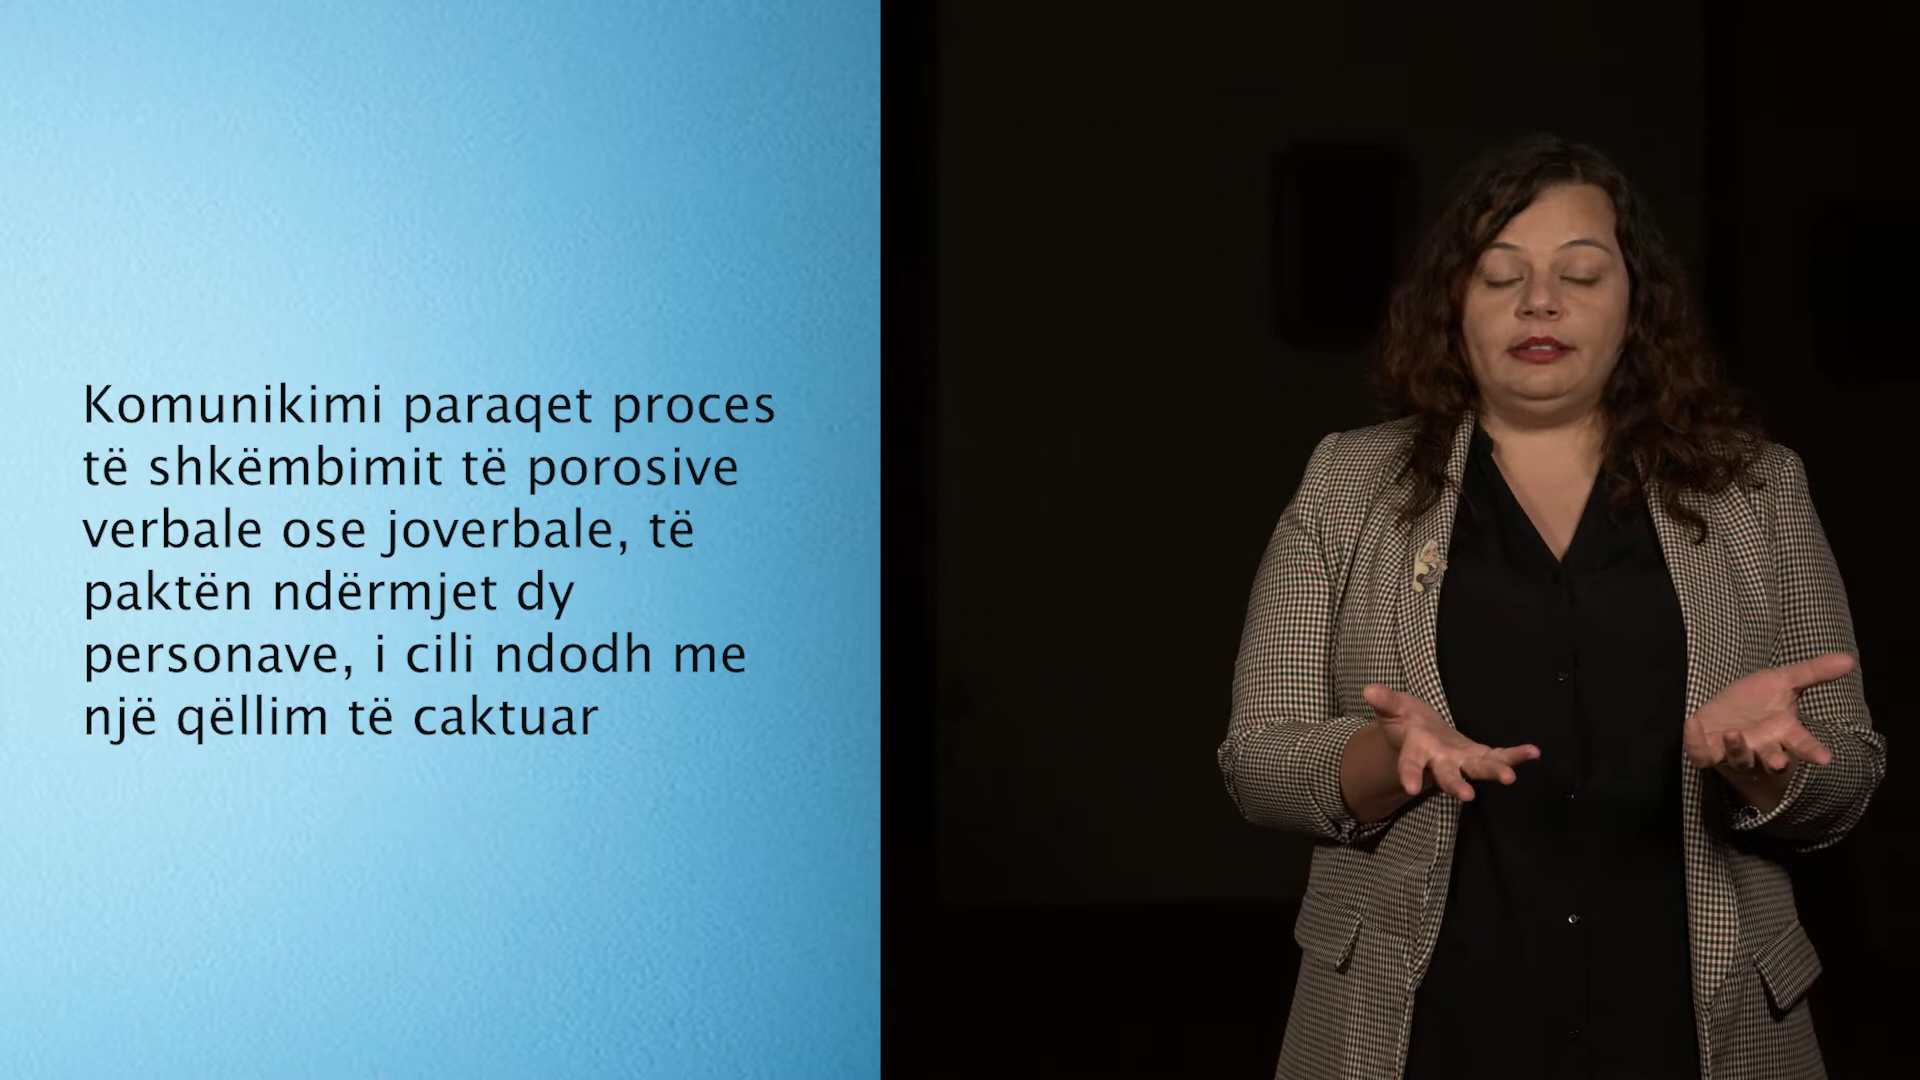 Komunikimi paraqet proces
të shkëmbimit të porosive
verbale ose joverbale, të
paktën ndërmjet dy
personave, i cili ndodh me
një qëllim të caktuar